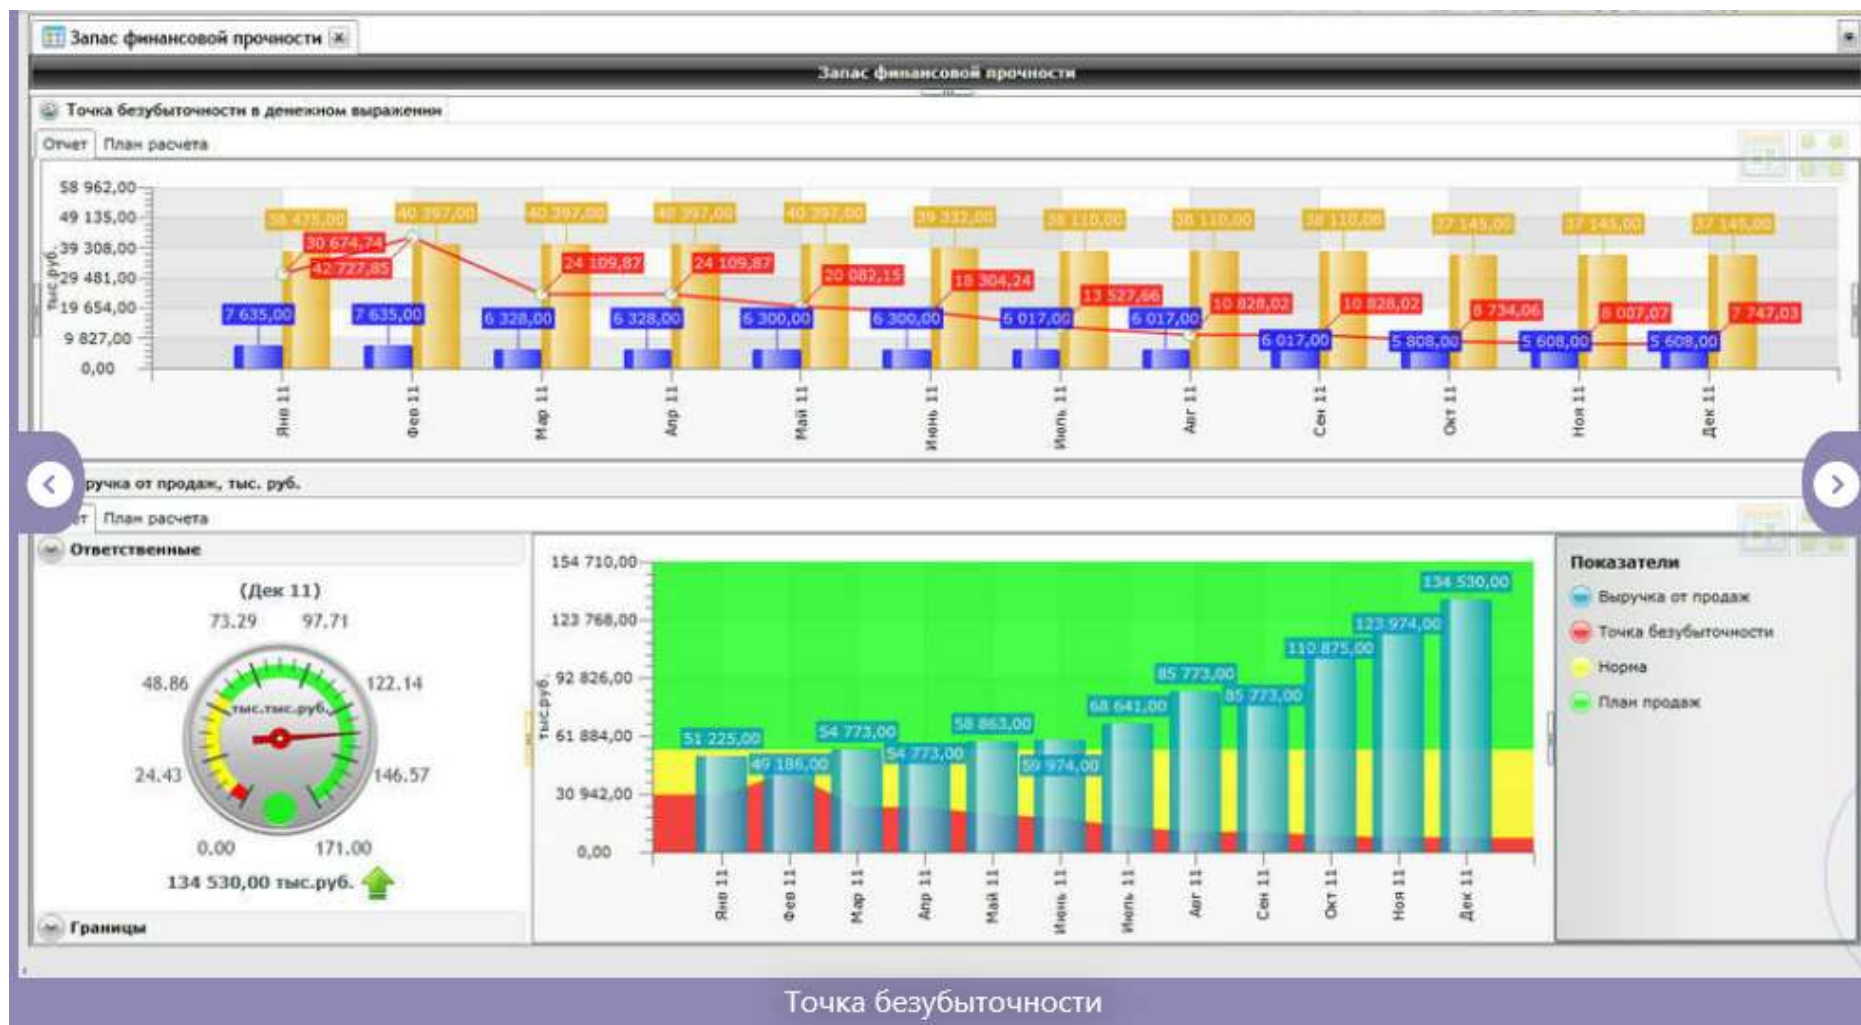 Запас финансовой прочности
Запас финансовой прочности
Точка безубыточности в денежном выражении
Отчет План расчета
58 962,00
49 135,00
39 308,00
29 481,00
19 654,00
9 827,00
0,00
тыс.руб.
38 475,00 40 397,00 40 397,00 40 397,00 40 397,00 39 332,00 38 110,00 38 110,00 38 110,00 37 145,00 37 145,00 37 145,00
30 674,74 42 727,85 24 109,87 24 109,87 20 082,15 18 304,24 13 527,66 10 828,02 10 828,02 8 734,06 8 007,07 7 747,03
7 635,00 7 635,00 6 328,00 6 328,00 6 300,00 6 300,00 6 017,00 6 017,00 6 017,00 5 808,00 5 608,00 5 608,00
Янв 11 Фев 11 Мар 11 Апр 11 Май 11 Июнь 11 Июль 11 Авг 11 Сен 11 Окт 11 Ноя 11 Дек 11
ручка от продаж, тыс. руб.
ет План расчета
Ответственные
(Дек 11)
73.29 97.71
48.86 122.14
тыс.тыс.руб.
24.43 146.57
0.00 171.00
134 530,00 тыс.руб.
Границы
154 710,00
123 768,00
92 826,00
61 884,00
30 942,00
0,00
тыс.руб.
51 225,00 49 186,00 54 773,00 54 773,00 58 863,00 59 974,00 68 641,00 85 773,00 85 773,00 110 875,00 123 974,00 134 530,00
Янв 11 Фев 11 Мар 11 Апр 11 Май 11 Июнь 11 Июль 11 Авг 11 Сен 11 Окт 11 Ноя 11 Дек 11
Показатели
Выручка от продаж
Точка безубыточности
Норма
План продаж
Точка безубыточности